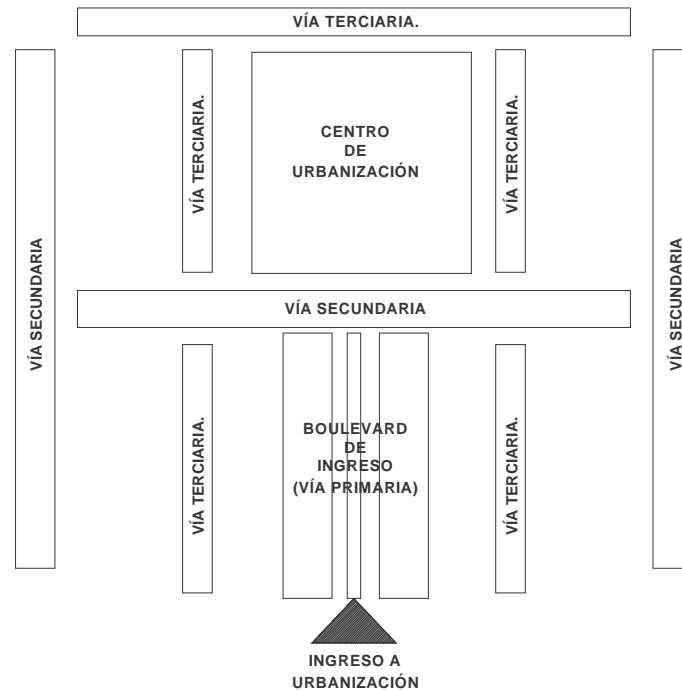 VÍA TERCIARIA.
VÍA SECUNDARIA
VÍA TERCIARIA.
CENTRO
DE
URBANIZACIÓN
VÍA TERCIARIA.
VÍA SECUNDARIA
VÍA SECUNDARIA
VÍA TERCIARIA.
BOULEVARD
DE
INGRESO
(VÍA PRIMARIA)
VÍA TERCIARIA.
INGRESO A
URBANIZACIÓN